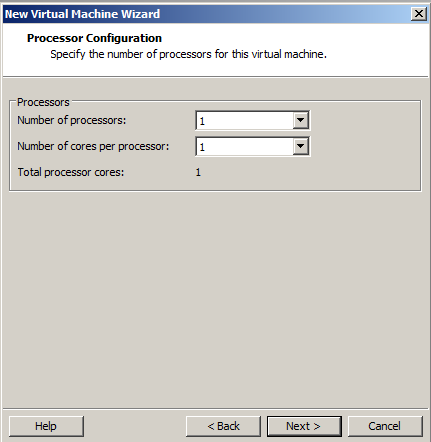 New Virtual Machine Wizard
Processor Configuration
Specify the number of processors for this virtual machine.
Processors
Number of processors: 1
Number of cores per processor: 1
Total processor cores: 1
Help < Back Next > Cancel